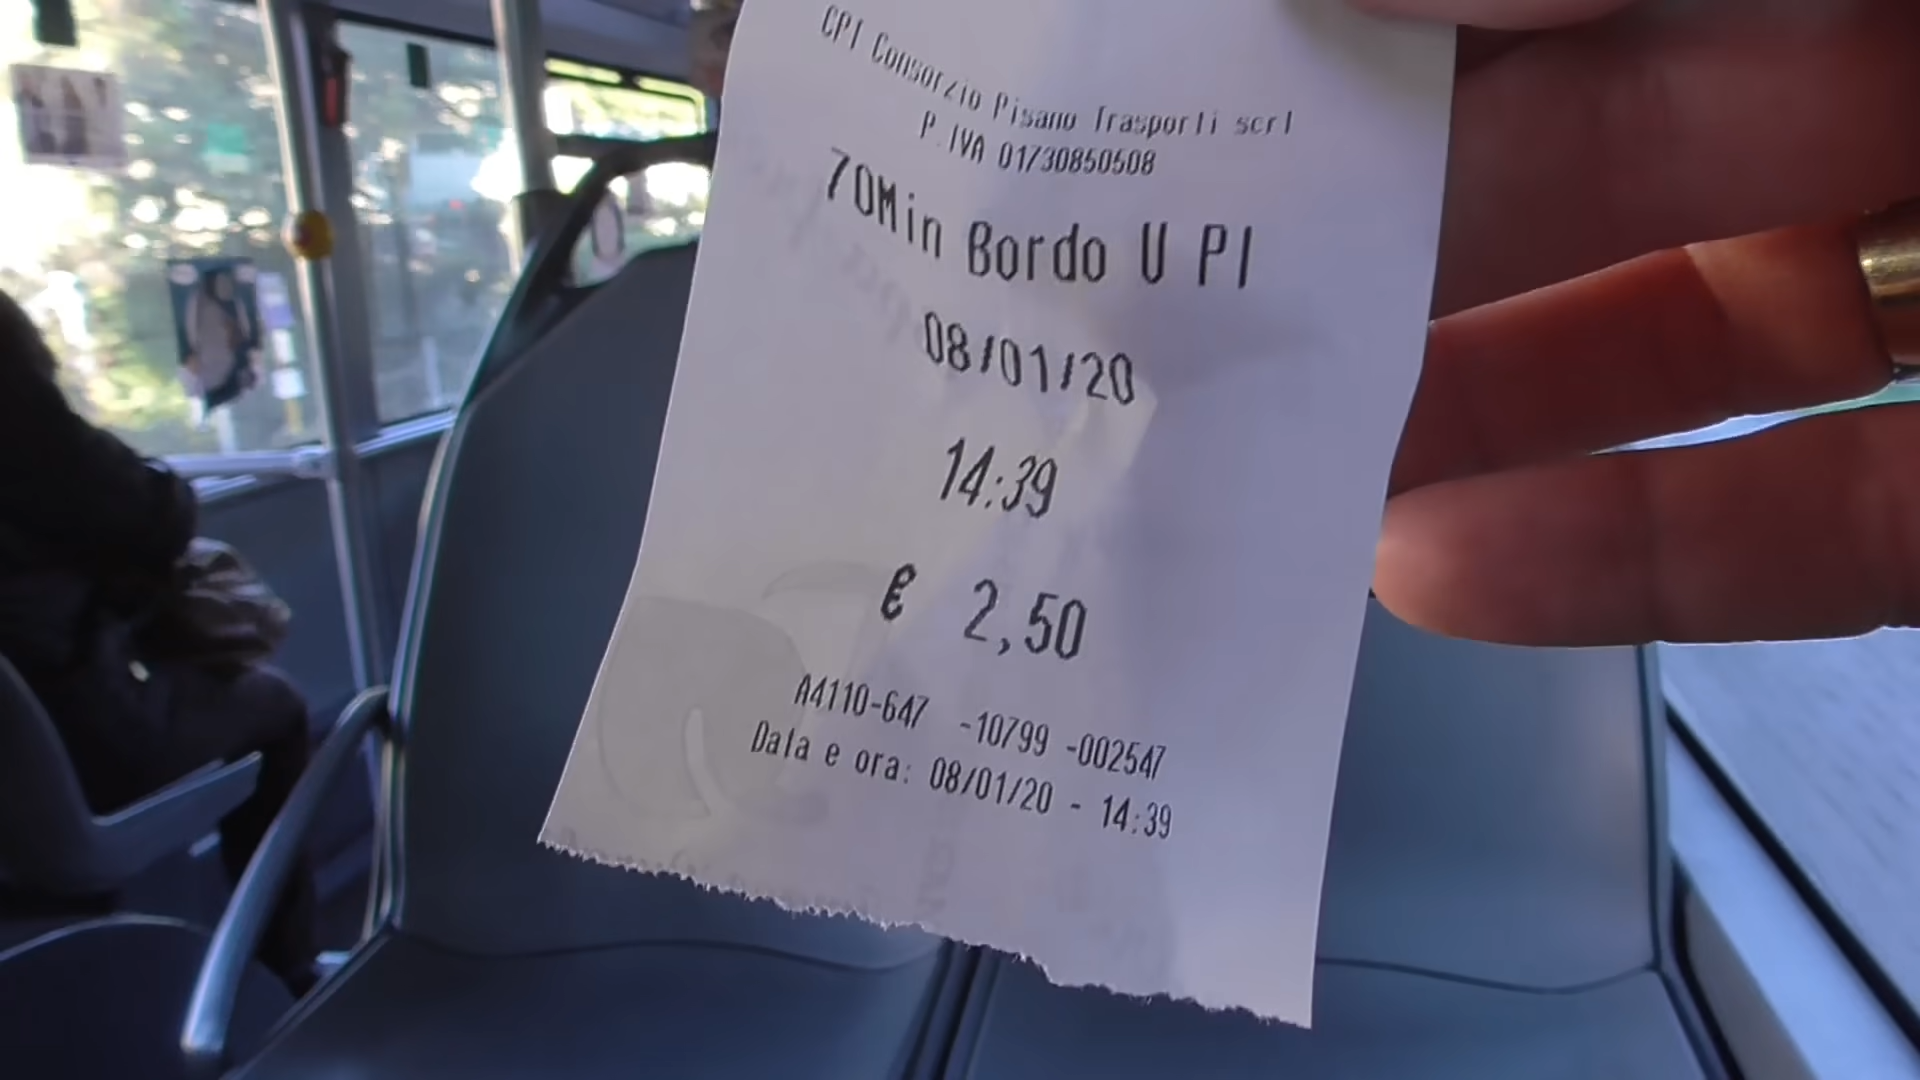 CPI Consorzio Pisano Trasporti scrl
P.IVA 01730850508
70Min Bordo U PI
08/01/20
14:39
€ 2,50
A4110-647 -10799 -002547
Data e ora: 08/01/20 - 14:39